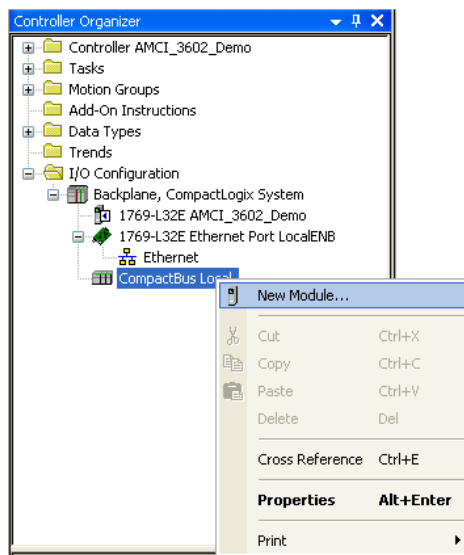 Controller Organizer
Controller AMCI_3602_Demo
Tasks
Motion Groups
Add-On Instructions
Data Types
Trends
I/O Configuration
Backplane, CompactLogix System
1769-L32E AMCI_3602_Demo
1769-L32E Ethernet Port LocalENB
Ethernet
CompactBus Local
New Module...
Cut Ctrl+X
Copy Ctrl+C
Paste Ctrl+V
Delete Del
Cross Reference Ctrl+E
Properties Alt+Enter
Print